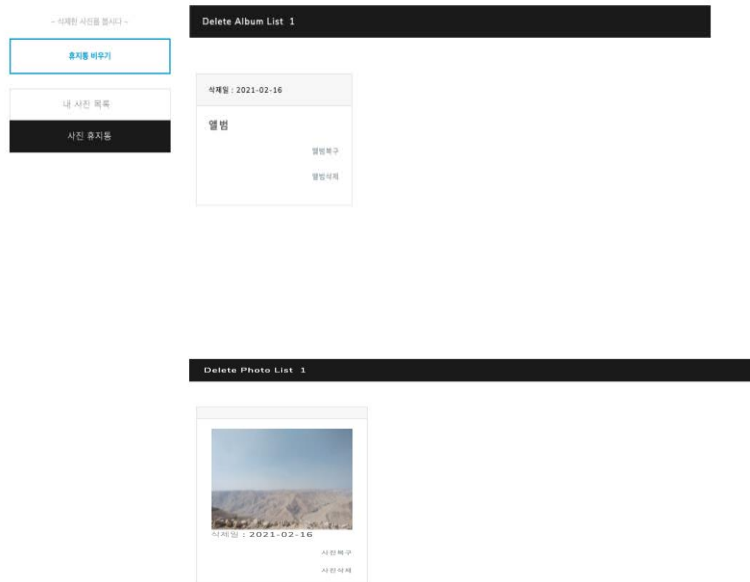 ~ 삭제한 사진을 봅시다 ~
휴지통 비우기
내 사진 목록
사진 휴지통
Delete Album List 1
삭제일 : 2021-02-16
앨범
앨범복구
앨범삭제
Delete Photo List 1
삭제일 : 2021-02-16
사진복구
사진삭제